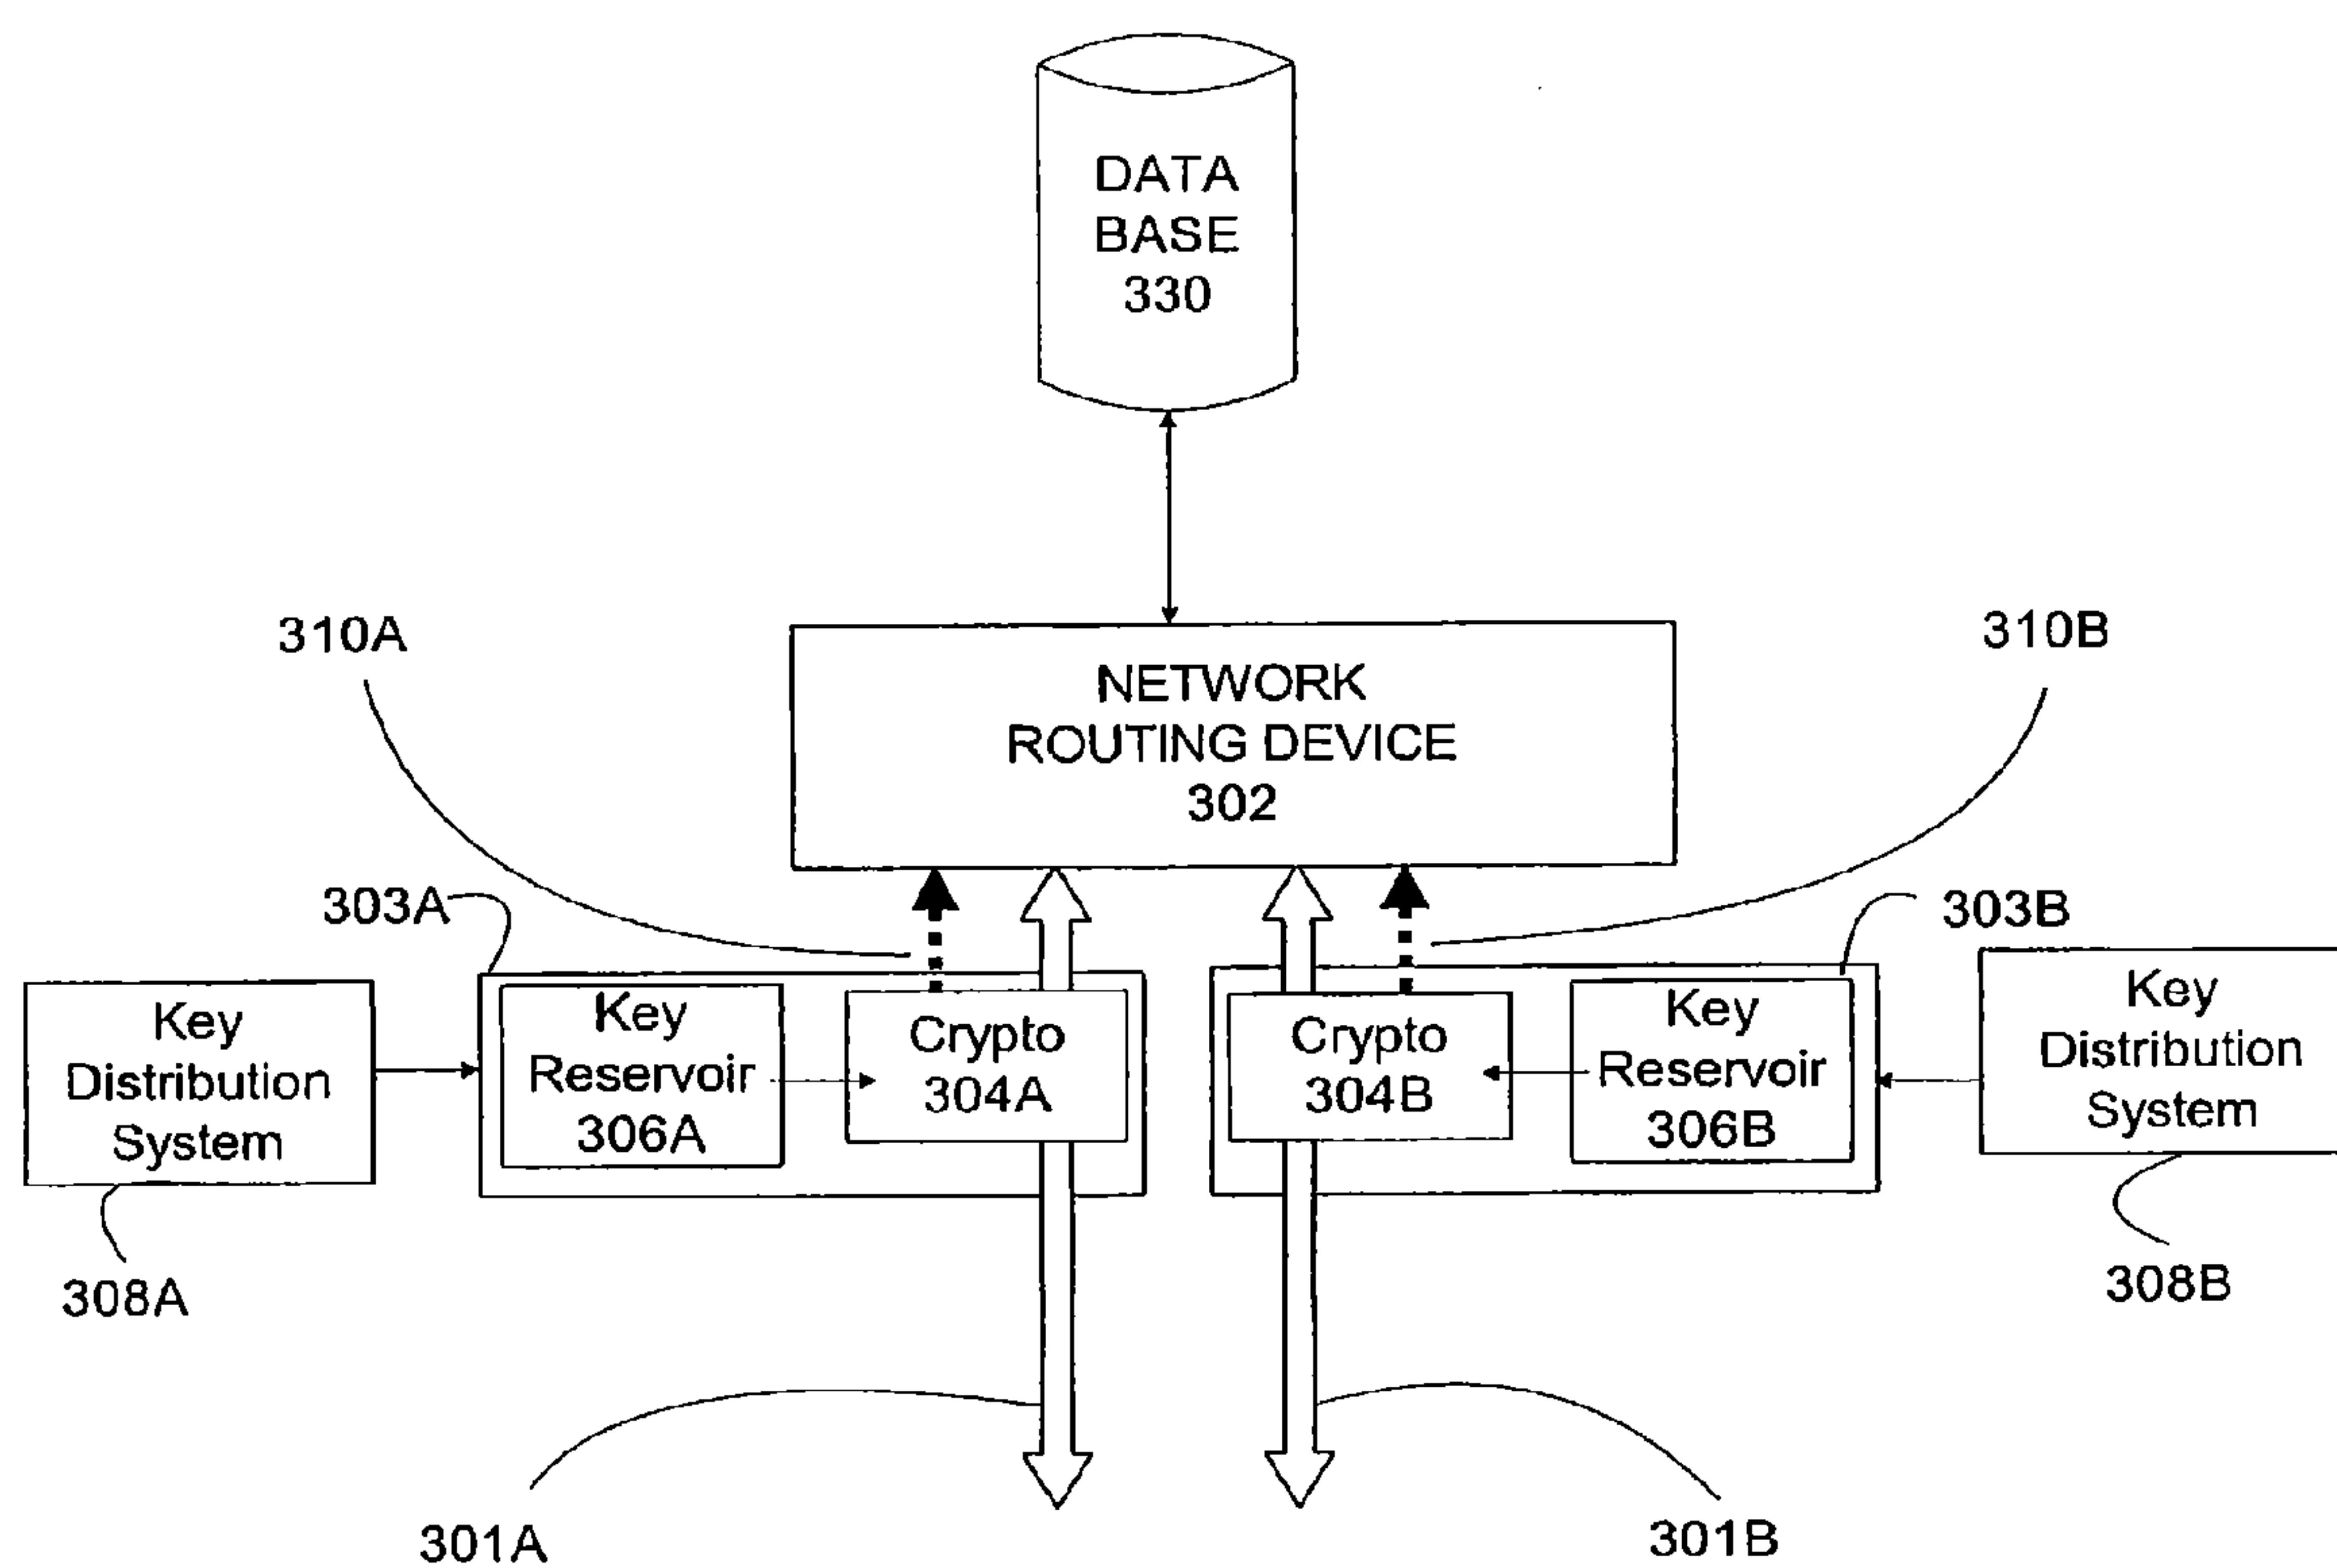 DATA
BASE
330
310A
310B
NETWORK
ROUTING DEVICE
302
303A
303B
Key
Distribution
System
Key
Reservoir
306A
Crypto
304A
Crypto
304B
Key
Reservoir
306B
Key
Distribution
System
308A
308B
301A
301B